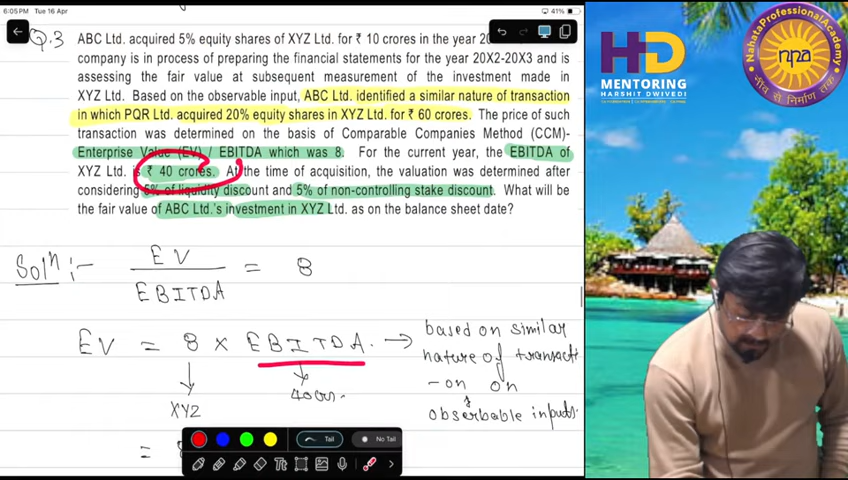 6:05 PM Tue 16 Apr
41%
Q.3
ABC Ltd. acquired 5% equity shares of XYZ Ltd. for ₹ 10 crores in the year
company is in process of preparing the financial statements for the year 20X2-20X3 and is
assessing the fair value at subsequent measurement of the investment made in
XYZ Ltd. Based on the observable input, ABC Ltd. identified a similar nature of transaction
in which PQR Ltd. acquired 20% equity shares in XYZ Ltd. for ₹ 60 crores. The price of such
transaction was determined on the basis of Comparable Companies Method (CCM)-
Enterprise Value (EV) / EBITDA which was 8. For the current year, the EBITDA of
XYZ Ltd. is ₹ 40 crores. At the time of acquisition, the valuation was determined after
considering 5% of liquidity discount and 5% of non-controlling stake discount. What will be
the fair value of ABC Ltd.'s investment in XYZ Ltd. as on the balance sheet date?
Soln :- EV / EBITDA = 8
EV = 8 × EBITDA. → based on similar
nature of transacti
-on on
observable inputs
XYZ
40crs.
=
Tail
No Tail
HD
MENTORING
HARSHIT DWIVEDI
NahataProfessionalAcademy
npa
नींव से निर्माण तक